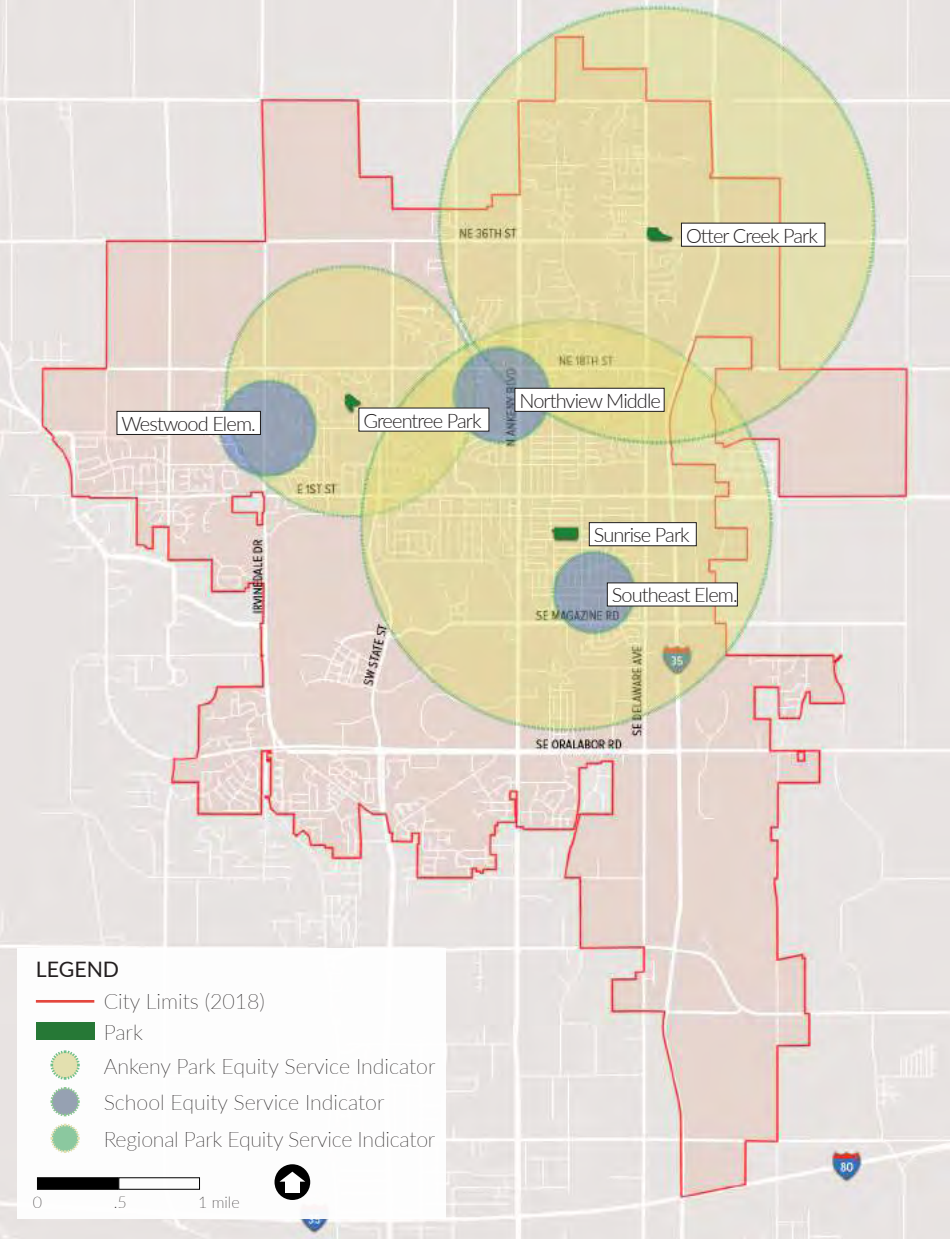 NE 36TH ST
Otter Creek Park
NE 18TH ST
N ANKENY BLVD
Northview Middle
Greentree Park
Westwood Elem.
E 1ST ST
Sunrise Park
IRVINEDALE DR
Southeast Elem.
SE MAGAZINE RD
SW STATE ST
35
SE DELAWARE AVE
SE ORALABOR RD
LEGEND
City Limits (2018)
Park
Ankeny Park Equity Service Indicator
School Equity Service Indicator
Regional Park Equity Service Indicator
0 .5 1 mile
80
35